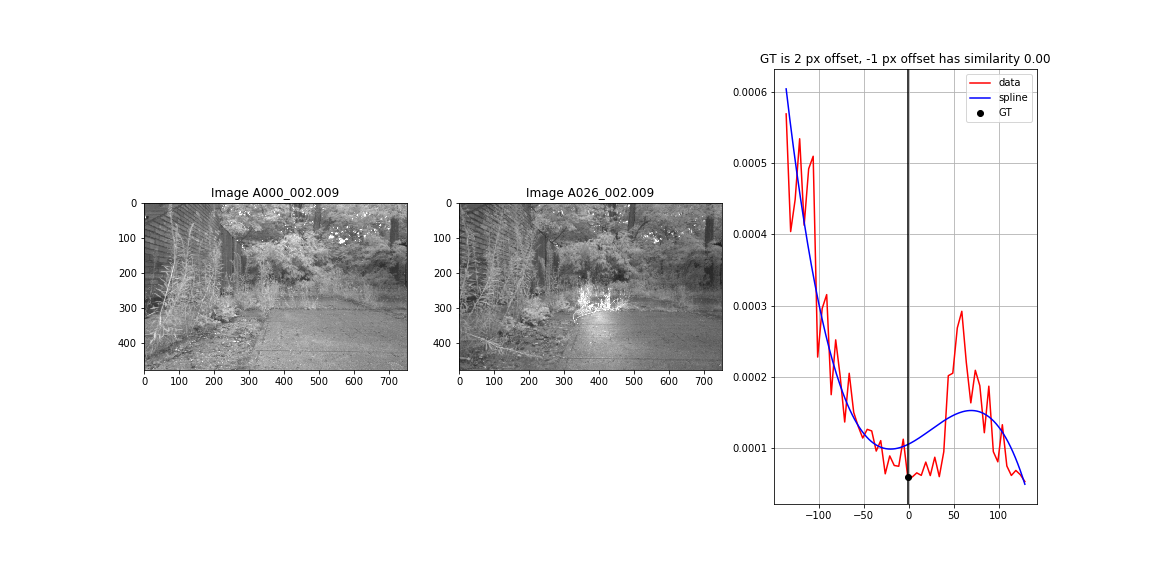 Image A000_002.009
0
100
200
300
400
0 100 200 300 400 500 600 700
Image A026_002.009
0
100
200
300
400
0 100 200 300 400 500 600 700
GT is 2 px offset, -1 px offset has similarity 0.00
data
spline
GT
0.0006
0.0005
0.0004
0.0003
0.0002
0.0001
−100 −50 0 50 100